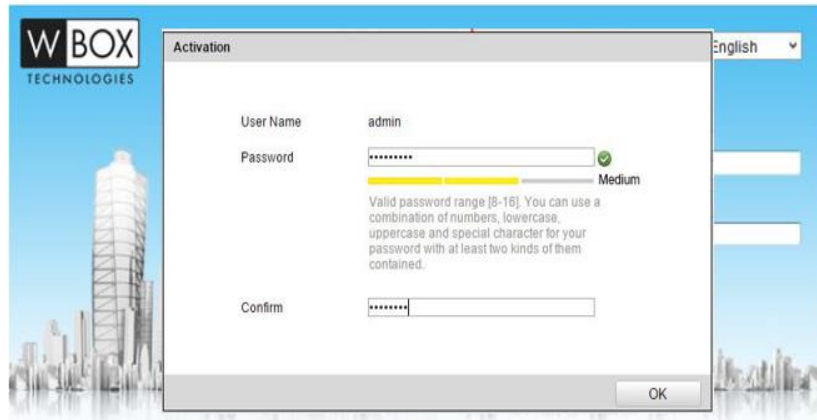 W BOX
TECHNOLOGIES
Activation
English
User Name admin
Password •••••••••
Medium
Valid password range [8-16]. You can use a
combination of numbers, lowercase,
uppercase and special character for your
password with at least two kinds of them
contained.
Confirm ••••••••
OK